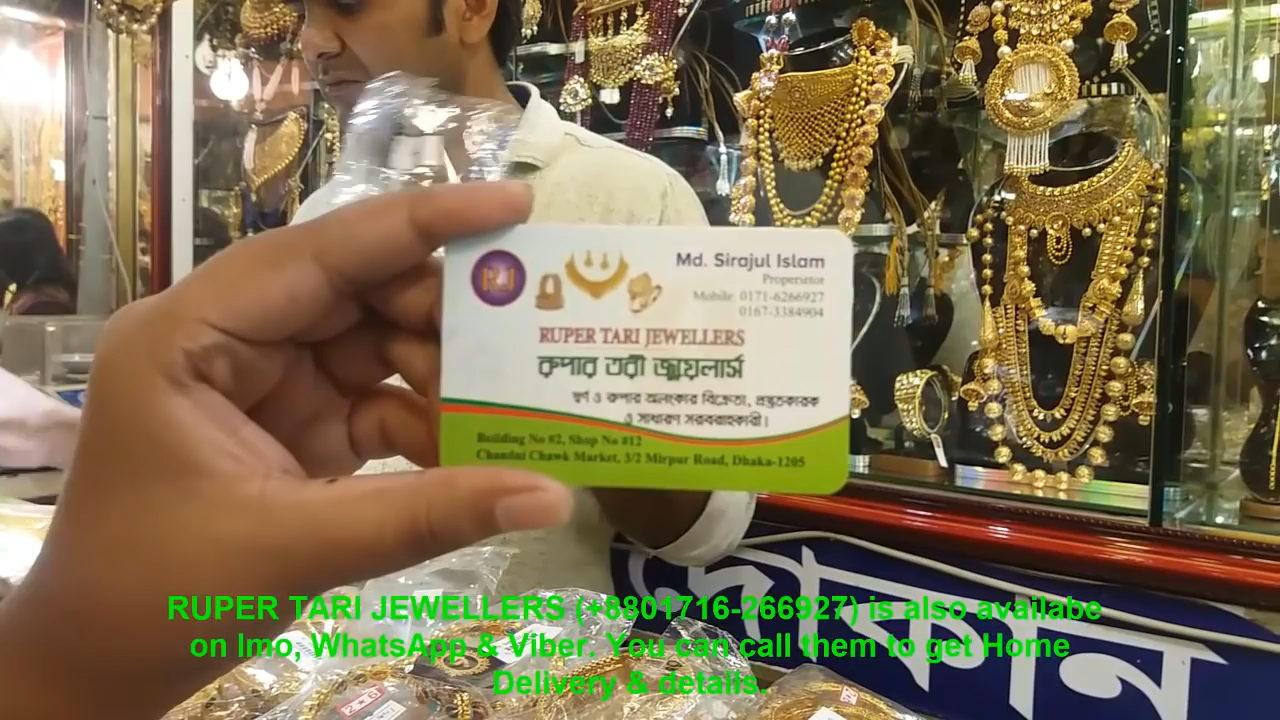 RJ
Md. Sirajul Islam
Properietor
Mobile: 0171-6266927
0167-3384904
RUPER TARI JEWELLERS
রুপার তরী জুয়েলার্স
স্বর্ণ ও রুপার অলংকার বিক্রেতা, প্রস্তুতকারক
ও সাধারণ সরবরাহকারী।
Building No #2, Shop No #12
Chandni Chawk Market, 3/2 Mirpur Road, Dhaka-1205
দোকান
RUPER TARI JEWELLERS (+8801716-266927) is also availabe
on Imo, WhatsApp & Viber. You can call them to get Home
Delivery & details.